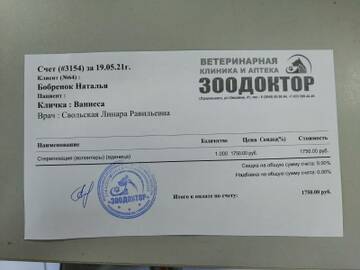 Счет (#3154) за 19.05.21г.
Клиент (№64) :
Бобренок Наталья
Пациент :
Кличка : Ванесса
Врач : Свольская Линара Равильевна
ВЕТЕРИНАРНАЯ
КЛИНИКА И АПТЕКА
ЗООДОКТОР
Наименование Количество Цена Скидка(%) Стоимость
Стерилизация (волонтеры) (единица) 1.000 1750.00 руб. 1750.00 руб.
Скидка на общую сумму счета: 0.00%
Надбавка на общую сумму счета: 0.00%
Итого к оплате по счету: 1750.00 руб.
"ЗООДОКТОР"